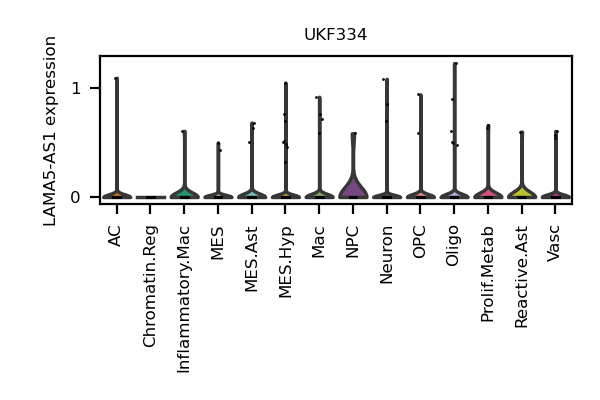 UKF334
LAMA5-AS1 expression
1
0
AC
Chromatin.Reg
Inflammatory.Mac
MES
MES.Ast
MES.Hyp
Mac
NPC
Neuron
OPC
Oligo
Prolif.Metab
Reactive.Ast
Vasc